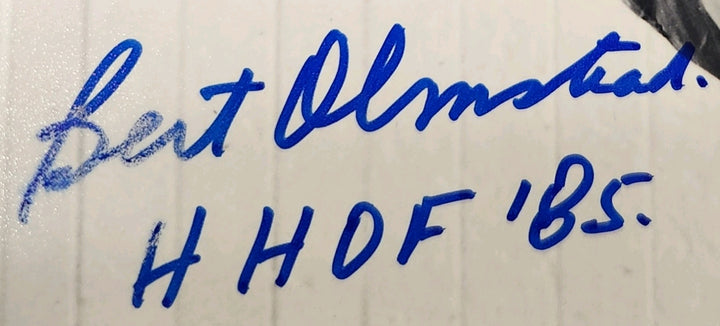 Bert Olmstead.
HHOF '85.